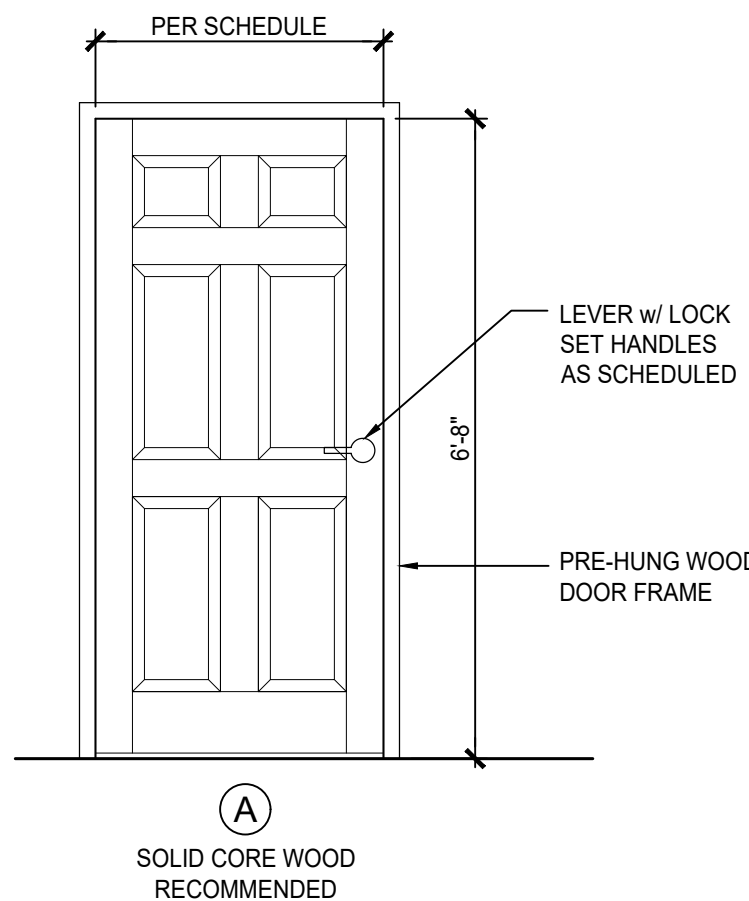 PER SCHEDULE
LEVER w/ LOCK
SET HANDLES
AS SCHEDULED
6'-8"
PRE-HUNG WOOD
DOOR FRAME
A
SOLID CORE WOOD
RECOMMENDED